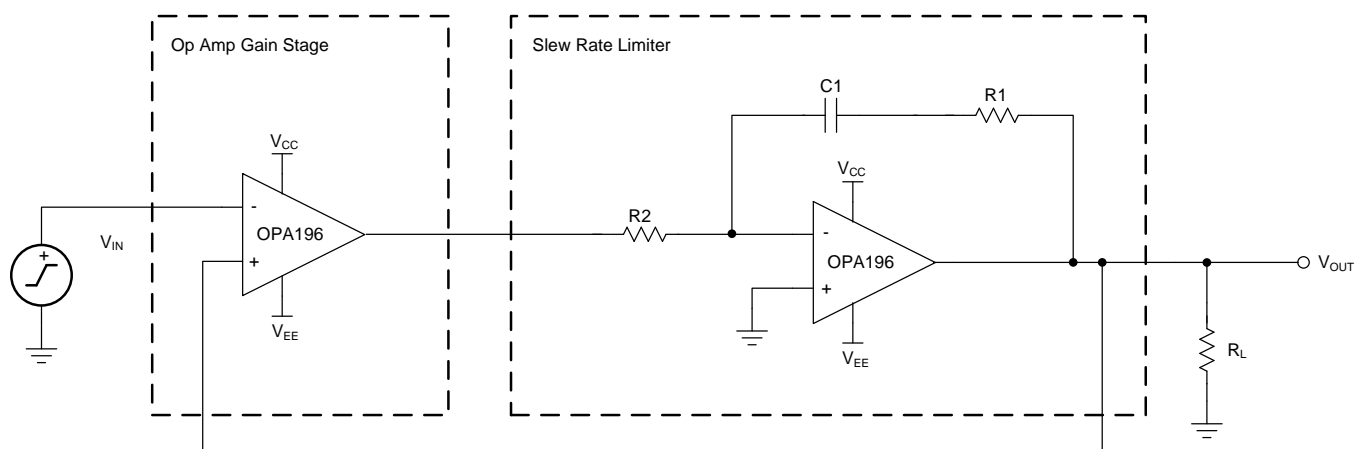 Op Amp Gain Stage
Slew Rate Limiter
C1
R1
VCC
VCC
R2
-
OPA196
+
VIN
+
VEE
-
OPA196
+
VEE
VOUT
RL